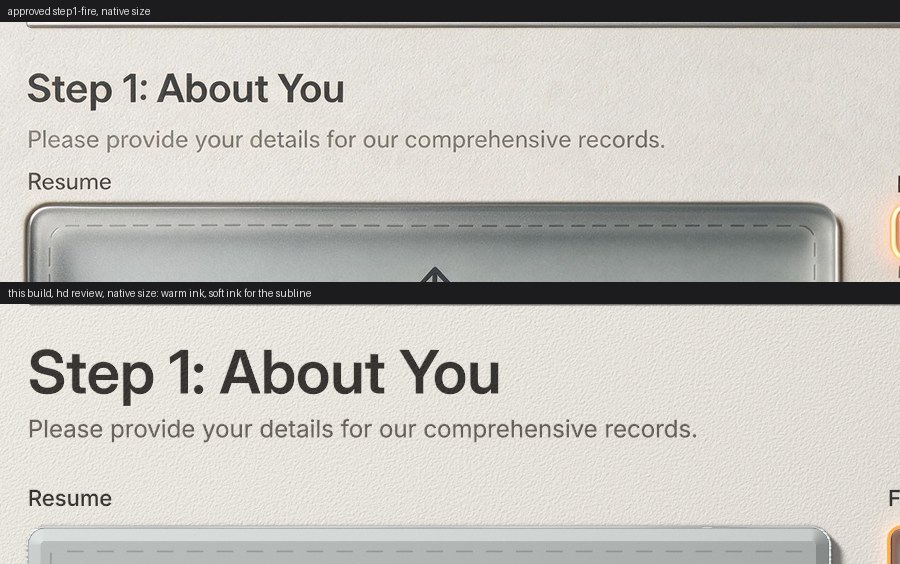 approved step1-fire, native size
Step 1: About You
Please provide your details for our comprehensive records.
Resume
this build, hd review, native size: warm ink, soft ink for the subline
Step 1: About You
Please provide your details for our comprehensive records.
Resume
F